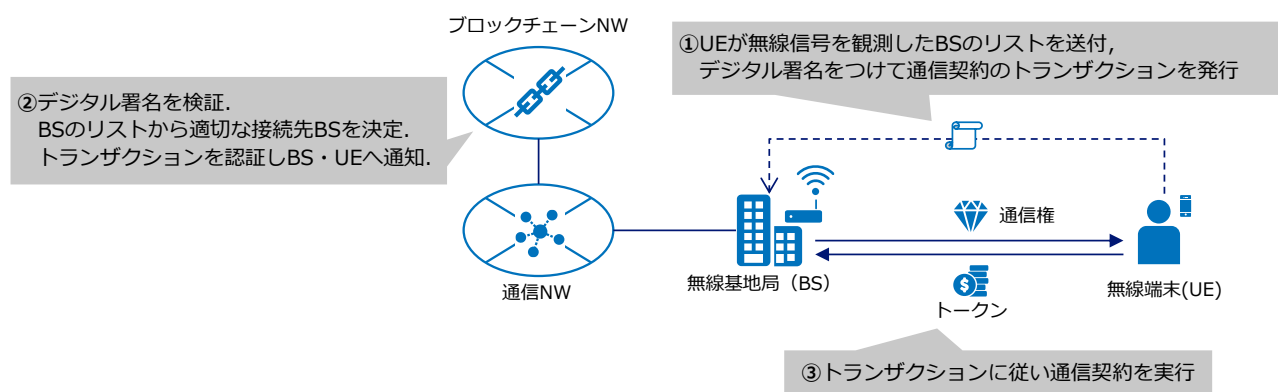 ブロックチェーンNW
①UEが無線信号を観測したBSのリストを送付,
デジタル署名をつけて通信契約のトランザクションを発行
②デジタル署名を検証.
BSのリストから適切な接続先BSを決定.
トランザクションを認証しBS・UEへ通知.
通信権
通信NW
無線基地局（BS）
無線端末(UE)
トークン
③トランザクションに従い通信契約を実行